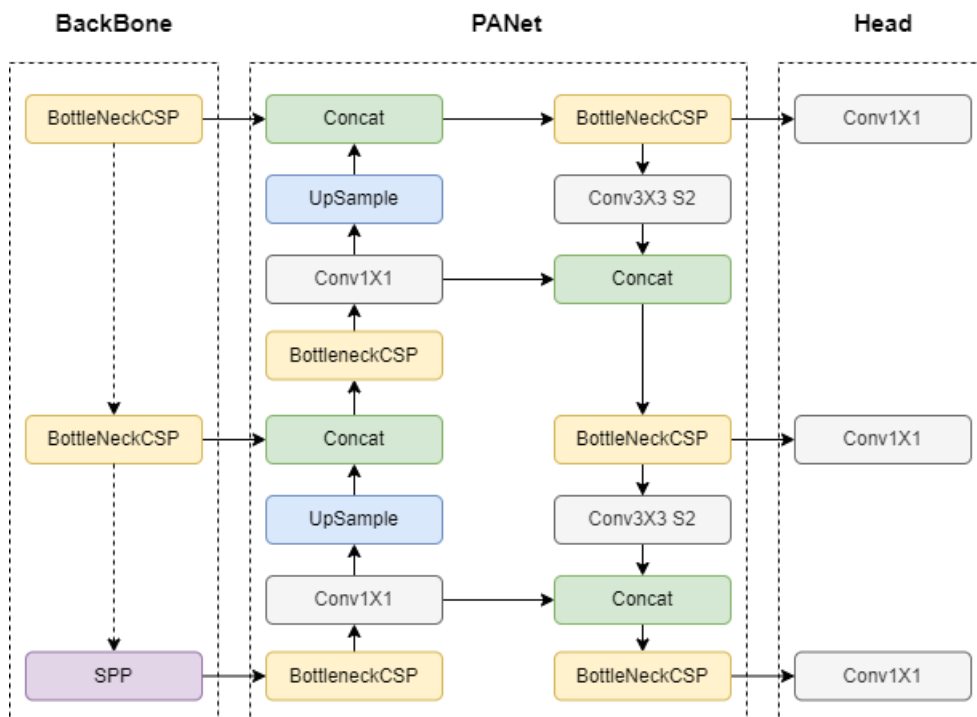 BackBone
PANet
Head
BottleNeckCSP
Concat
BottleNeckCSP
Conv1X1
UpSample
Conv3X3 S2
Conv1X1
Concat
BottleneckCSP
BottleNeckCSP
Concat
BottleNeckCSP
Conv1X1
UpSample
Conv3X3 S2
Conv1X1
Concat
SPP
BottleneckCSP
BottleNeckCSP
Conv1X1